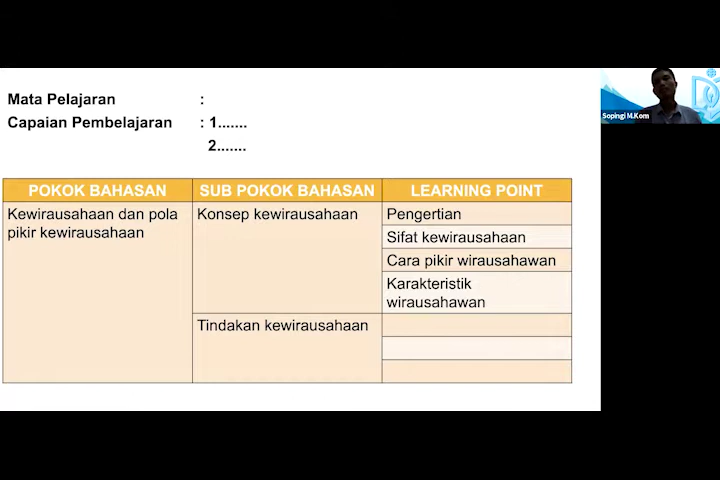 Mata Pelajaran :
Capaian Pembelajaran : 1.......
2.......
Sopingi M.Kom
POKOK BAHASAN SUB POKOK BAHASAN LEARNING POINT
Kewirausahaan dan pola
pikir kewirausahaan
Konsep kewirausahaan
Pengertian
Sifat kewirausahaan
Cara pikir wirausahawan
Karakteristik
wirausahawan
Tindakan kewirausahaan